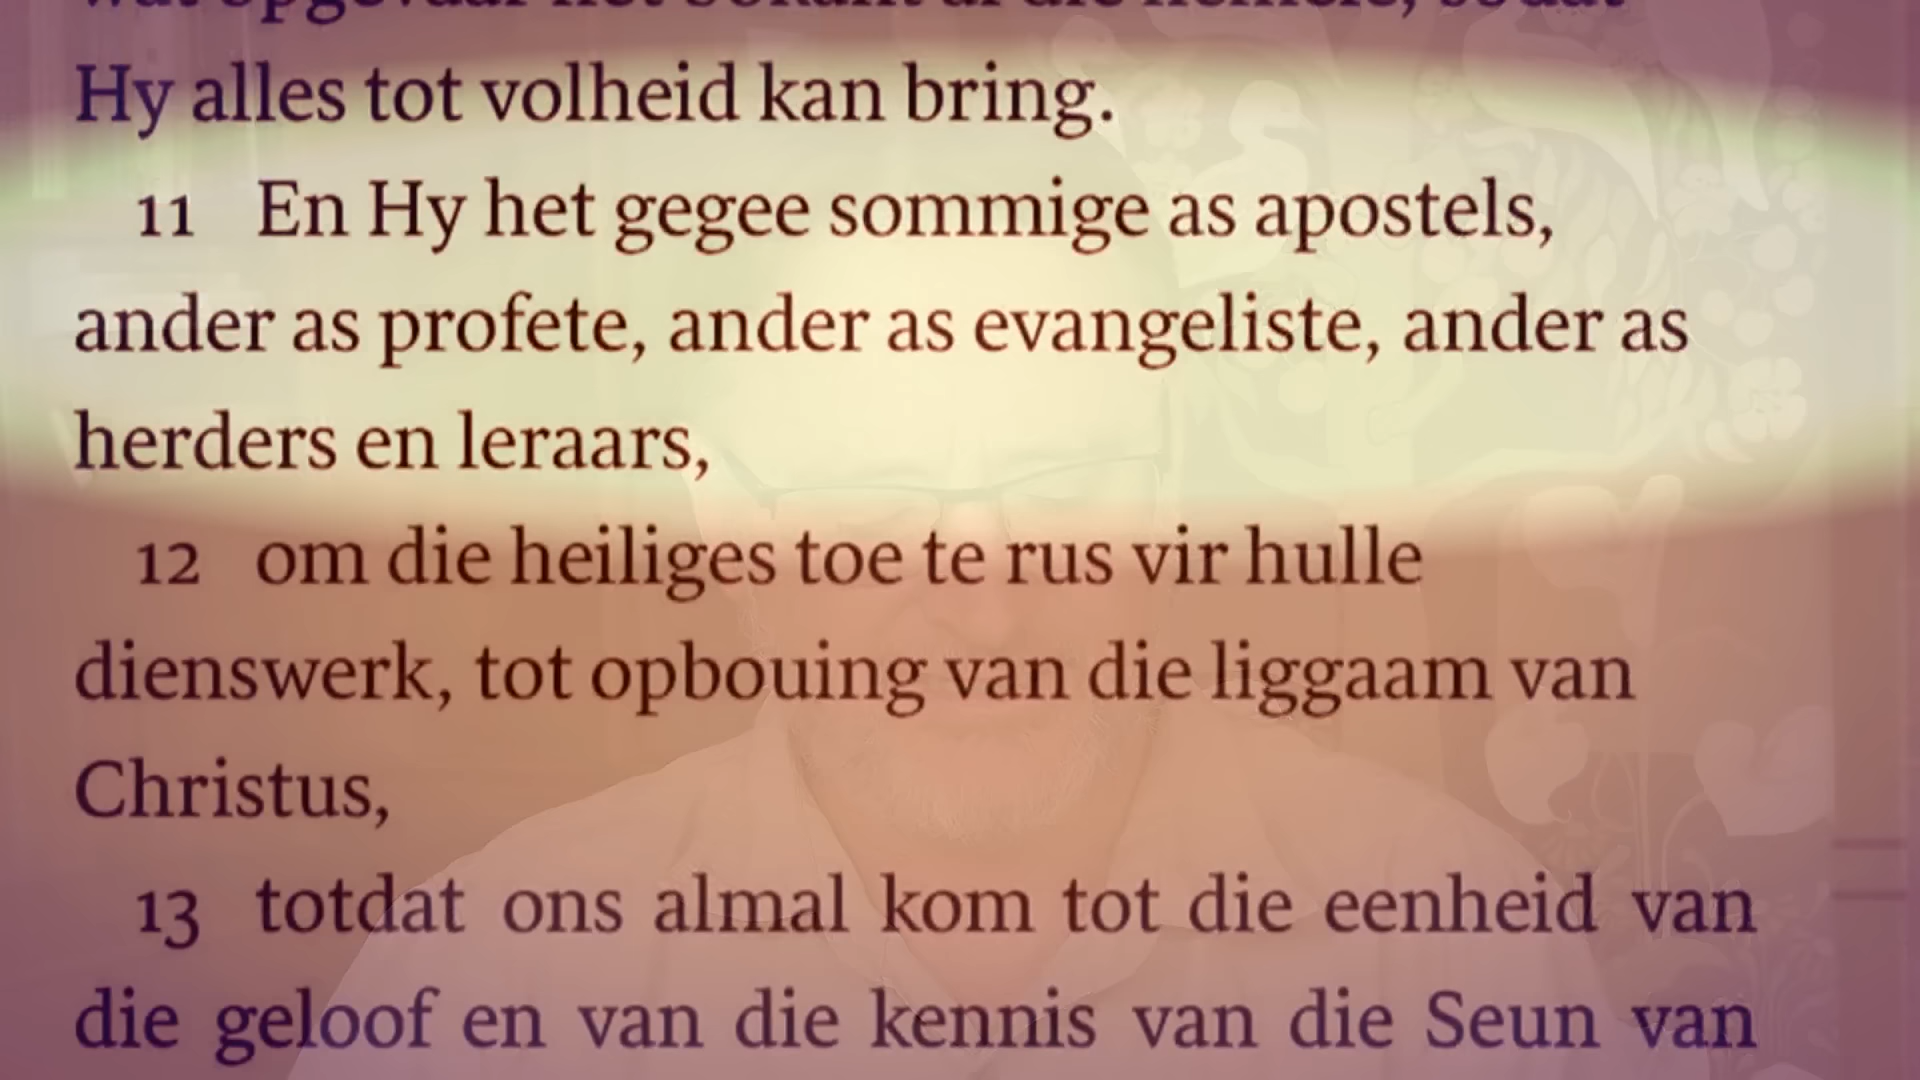 Hy alles tot volheid kan bring.
11 En Hy het gegee sommige as apostels,
ander as profete, ander as evangeliste, ander as
herders en leraars,
12 om die heiliges toe te rus vir hulle
dienswerk, tot opbouing van die liggaam van
Christus,
13 totdat ons almal kom tot die eenheid van
die geloof en van die kennis van die Seun van